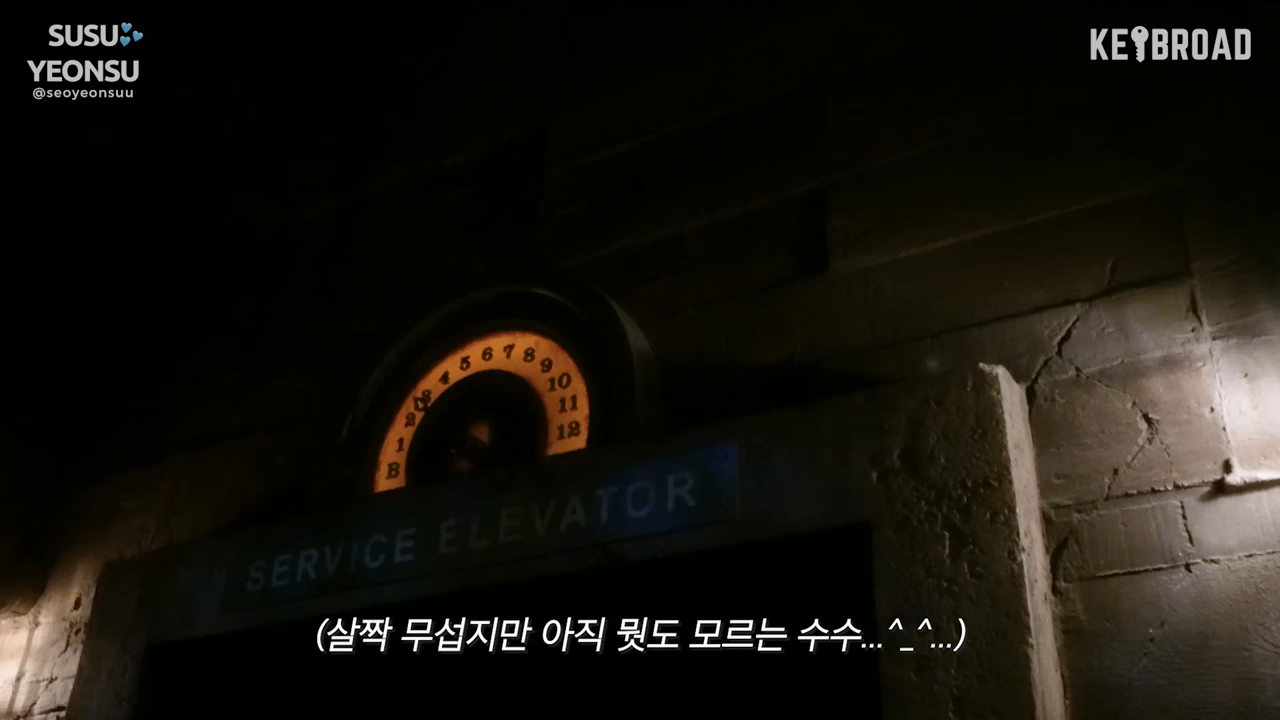 SUSU
YEONSU
@seoyeonsuu
KEYBROAD
B 1 2 3 4 5 6 7 8 9 10 11 12
SERVICE ELEVATOR
(살짝 무섭지만 아직 뭣도 모르는 수수...^_^...)